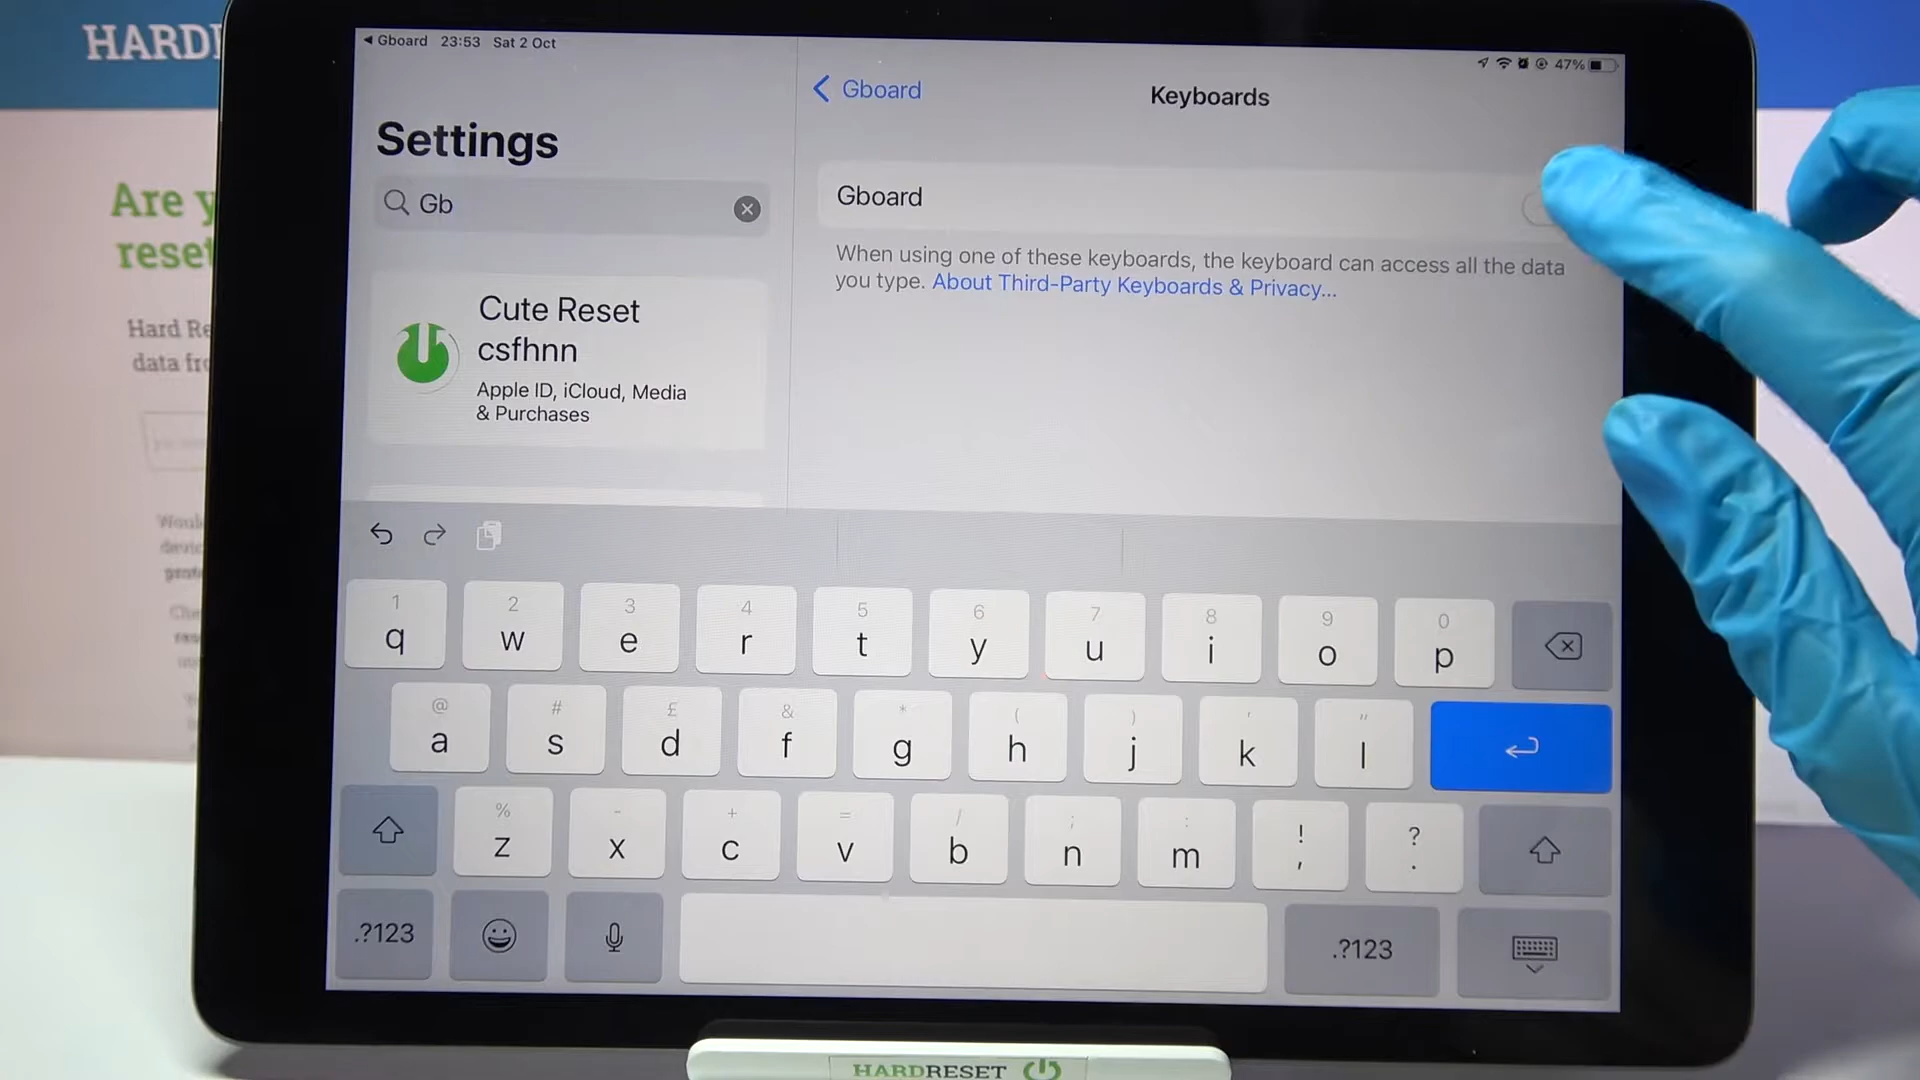 HARD
Are y
reset
Hard Re
data fro
◀ Gboard 23:53 Sat 2 Oct
47%
Settings
Gb
Cute Reset
csfhnn
Apple ID, iCloud, Media
& Purchases
Gboard
Keyboards
Gboard
When using one of these keyboards, the keyboard can access all the data
you type. About Third-Party Keyboards & Privacy...
1 2 3 4 5 6 7 8 9 0
q w e r t y u i o p
@ # £ & * ( ) ' "
a s d f g h j k l
% - + = / ; : ! ?
z x c v b n m , .
.?123 .?123
HARDRESET